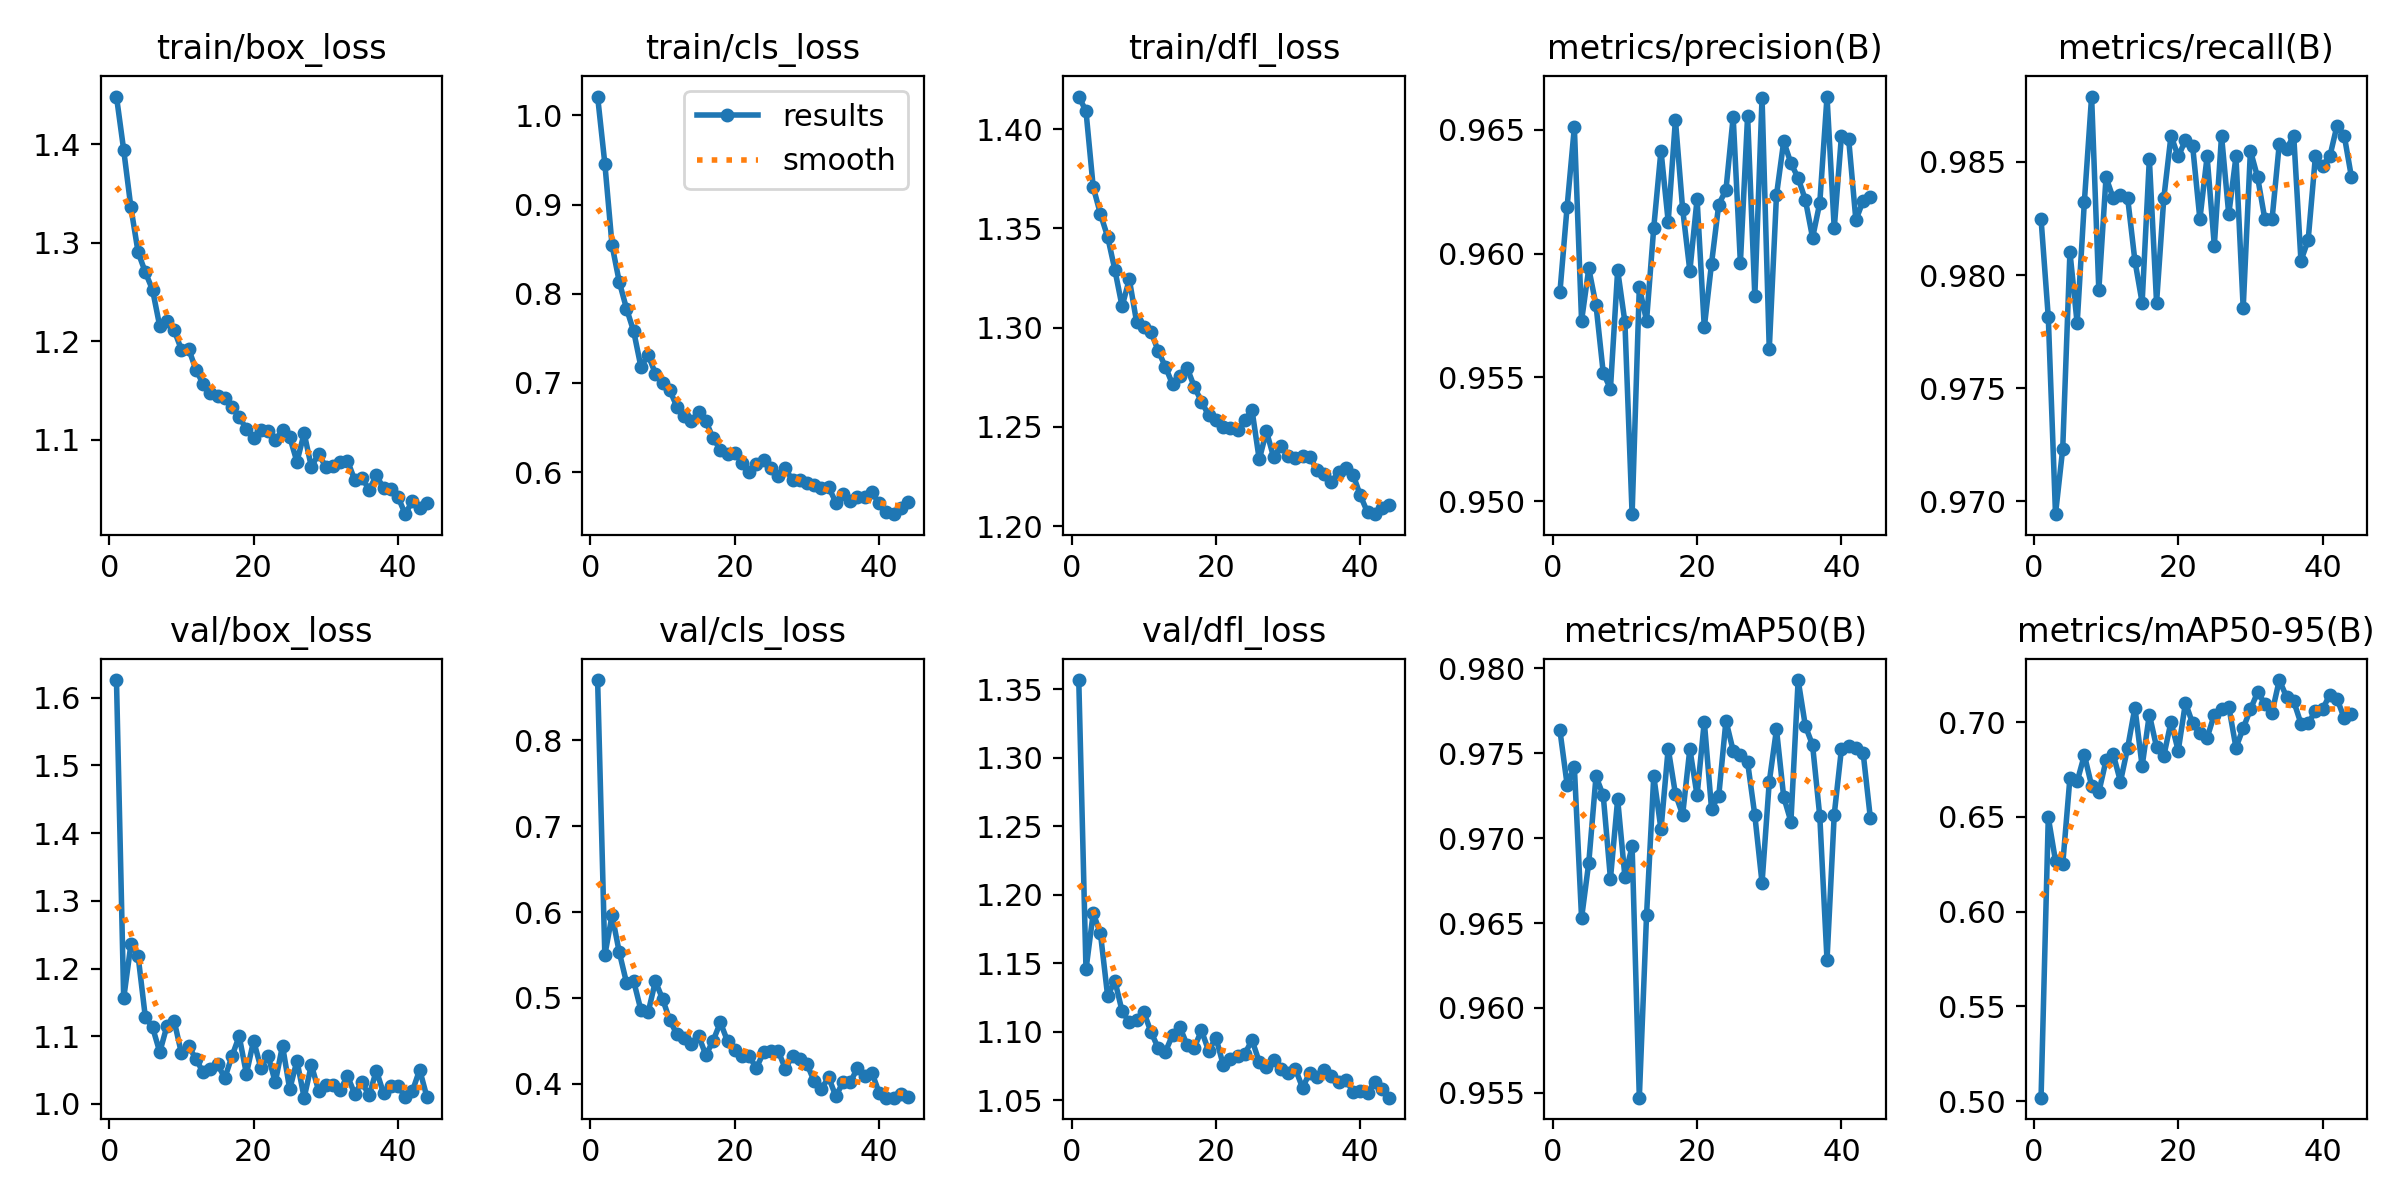 train/box_loss
1.4
1.3
1.2
1.1
0 20 40
train/cls_loss
results
smooth
1.0
0.9
0.8
0.7
0.6
0 20 40
train/dfl_loss
1.40
1.35
1.30
1.25
1.20
0 20 40
metrics/precision(B)
0.965
0.960
0.955
0.950
0 20 40
metrics/recall(B)
0.985
0.980
0.975
0.970
0 20 40
val/box_loss
1.6
1.5
1.4
1.3
1.2
1.1
1.0
0 20 40
val/cls_loss
0.8
0.7
0.6
0.5
0.4
0 20 40
val/dfl_loss
1.35
1.30
1.25
1.20
1.15
1.10
1.05
0 20 40
metrics/mAP50(B)
0.980
0.975
0.970
0.965
0.960
0.955
0 20 40
metrics/mAP50-95(B)
0.70
0.65
0.60
0.55
0.50
0 20 40